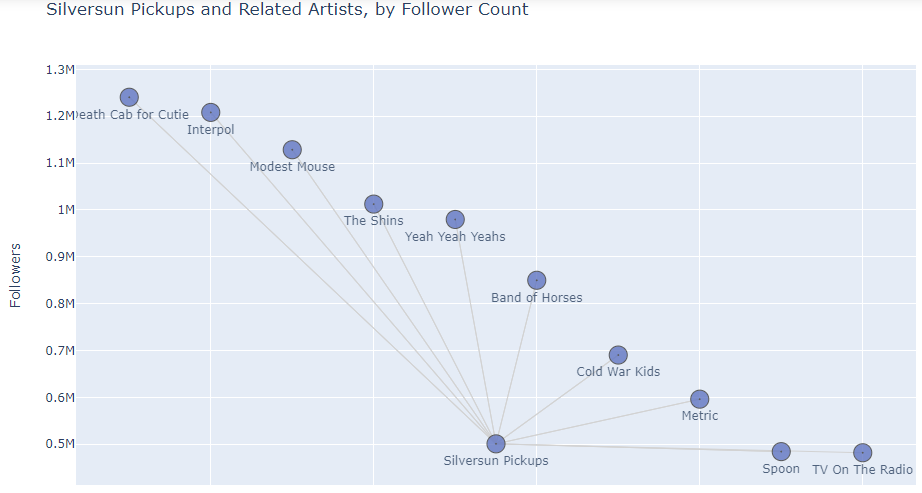 Silversun Pickups and Related Artists, by Follower Count
1.3M
1.2M
eath Cab for Cutie
Interpol
1.1M
Modest Mouse
1M
The Shins
Yeah Yeah Yeahs
0.9M
Followers
Band of Horses
0.8M
0.7M
Cold War Kids
0.6M
Metric
0.5M
Silversun Pickups
Spoon
TV On The Radio